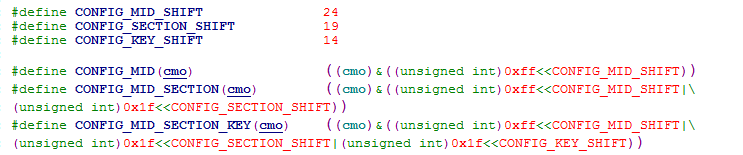 #define CONFIG_MID_SHIFT 24
#define CONFIG_SECTION_SHIFT 19
#define CONFIG_KEY_SHIFT 14
#define CONFIG_MID(cmo) ((cmo)&((unsigned int)0xff<<CONFIG_MID_SHIFT))
#define CONFIG_MID_SECTION(cmo) ((cmo)&((unsigned int)0xff<<CONFIG_MID_SHIFT|\
(unsigned int)0x1f<<CONFIG_SECTION_SHIFT))
#define CONFIG_MID_SECTION_KEY(cmo) ((cmo)&((unsigned int)0xff<<CONFIG_MID_SHIFT|\
(unsigned int)0x1f<<CONFIG_SECTION_SHIFT|(unsigned int)0x1f<<CONFIG_KEY_SHIFT))